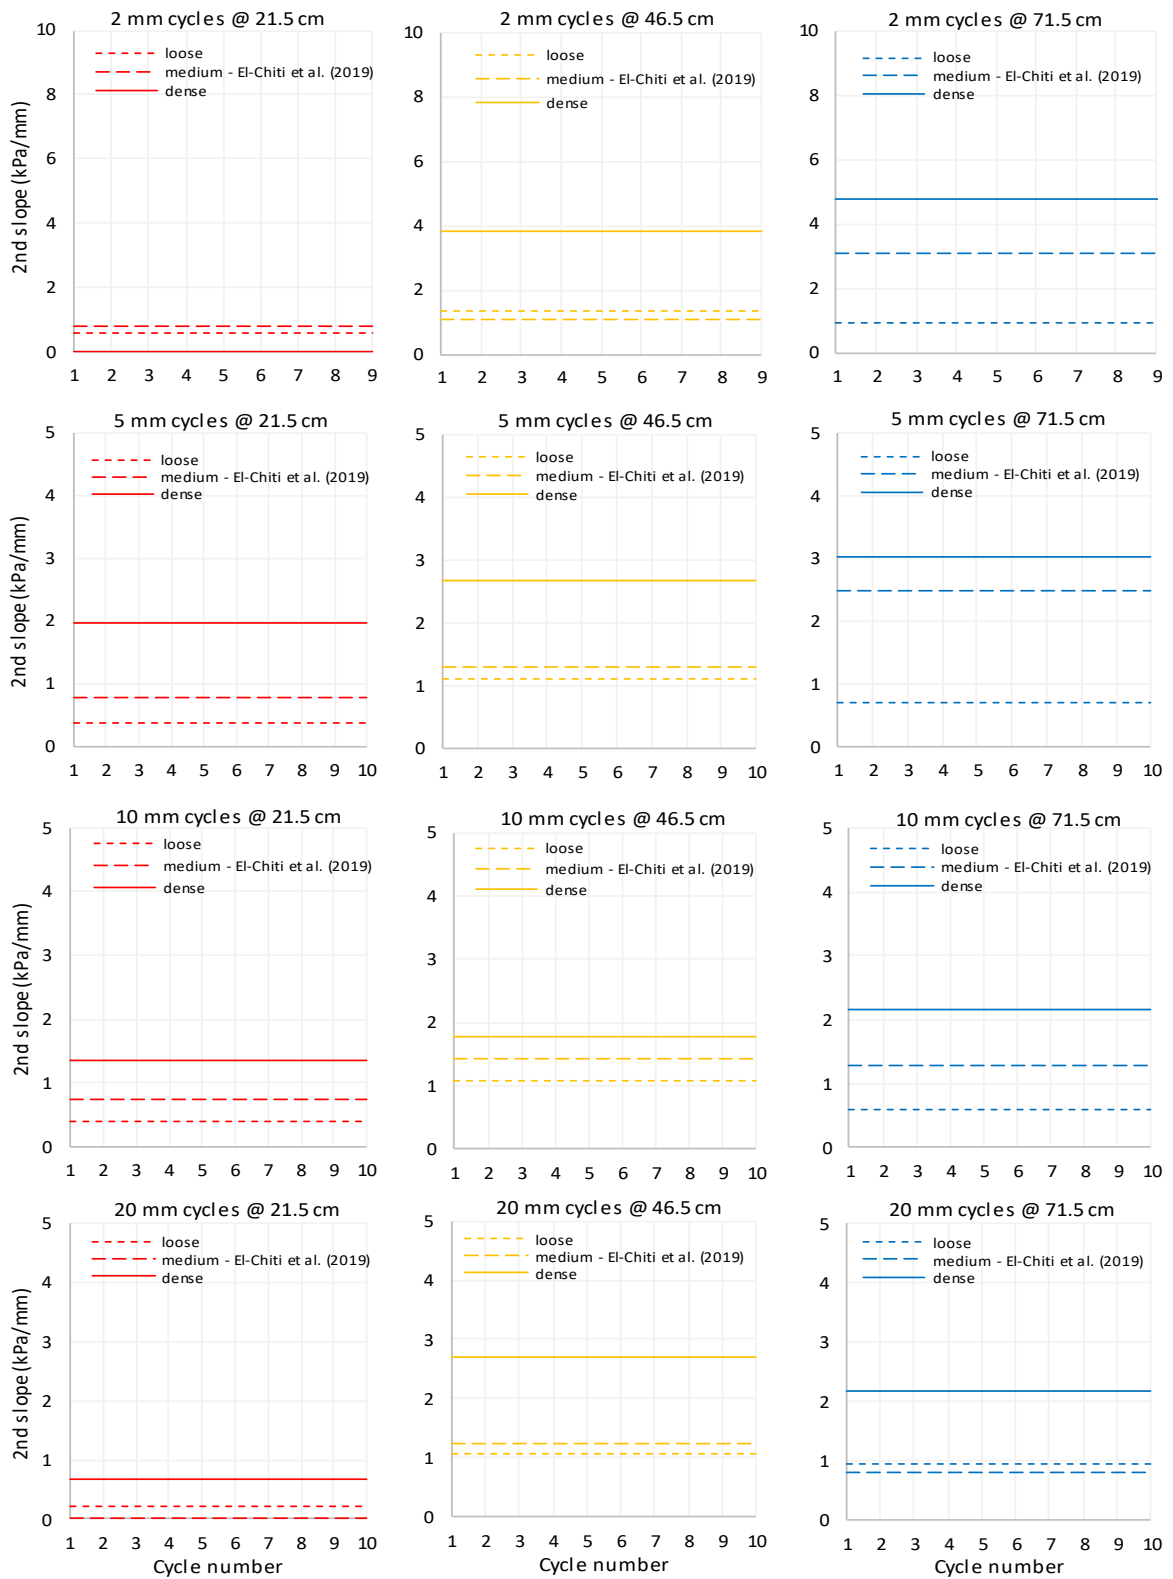 2 mm cycles @ 21.5 cm
10
8
6
4
2
0
2nd slope (kPa/mm)
loose
medium - El-Chiti et al. (2019)
dense
1 2 3 4 5 6 7 8 9
2 mm cycles @ 46.5 cm
10
8
6
4
2
0
loose
medium - El-Chiti et al. (2019)
dense
1 2 3 4 5 6 7 8 9
2 mm cycles @ 71.5 cm
10
8
6
4
2
0
loose
medium - El-Chiti et al. (2019)
dense
1 2 3 4 5 6 7 8 9
5 mm cycles @ 21.5 cm
5
4
3
2
1
0
2nd slope (kPa/mm)
loose
medium - El-Chiti et al. (2019)
dense
1 2 3 4 5 6 7 8 9 10
5 mm cycles @ 46.5 cm
5
4
3
2
1
0
loose
medium - El-Chiti et al. (2019)
dense
1 2 3 4 5 6 7 8 9 10
5 mm cycles @ 71.5 cm
5
4
3
2
1
0
loose
medium - El-Chiti et al. (2019)
dense
1 2 3 4 5 6 7 8 9 10
10 mm cycles @ 21.5 cm
5
4
3
2
1
0
2nd slope (kPa/mm)
loose
medium - El-Chiti et al. (2019)
dense
1 2 3 4 5 6 7 8 9 10
10 mm cycles @ 46.5 cm
5
4
3
2
1
0
loose
medium - El-Chiti et al. (2019)
dense
1 2 3 4 5 6 7 8 9 10
10 mm cycles @ 71.5 cm
5
4
3
2
1
0
loose
medium - El-Chiti et al. (2019)
dense
1 2 3 4 5 6 7 8 9 10
20 mm cycles @ 21.5 cm
5
4
3
2
1
0
2nd slope (kPa/mm)
loose
medium - El-Chiti et al. (2019)
dense
1 2 3 4 5 6 7 8 9 10
Cycle number
20 mm cycles @ 46.5 cm
5
4
3
2
1
0
loose
medium - El-Chiti et al. (2019)
dense
1 2 3 4 5 6 7 8 9 10
Cycle number
20 mm cycles @ 71.5 cm
5
4
3
2
1
0
loose
medium - El-Chiti et al. (2019)
dense
1 2 3 4 5 6 7 8 9 10
Cycle number